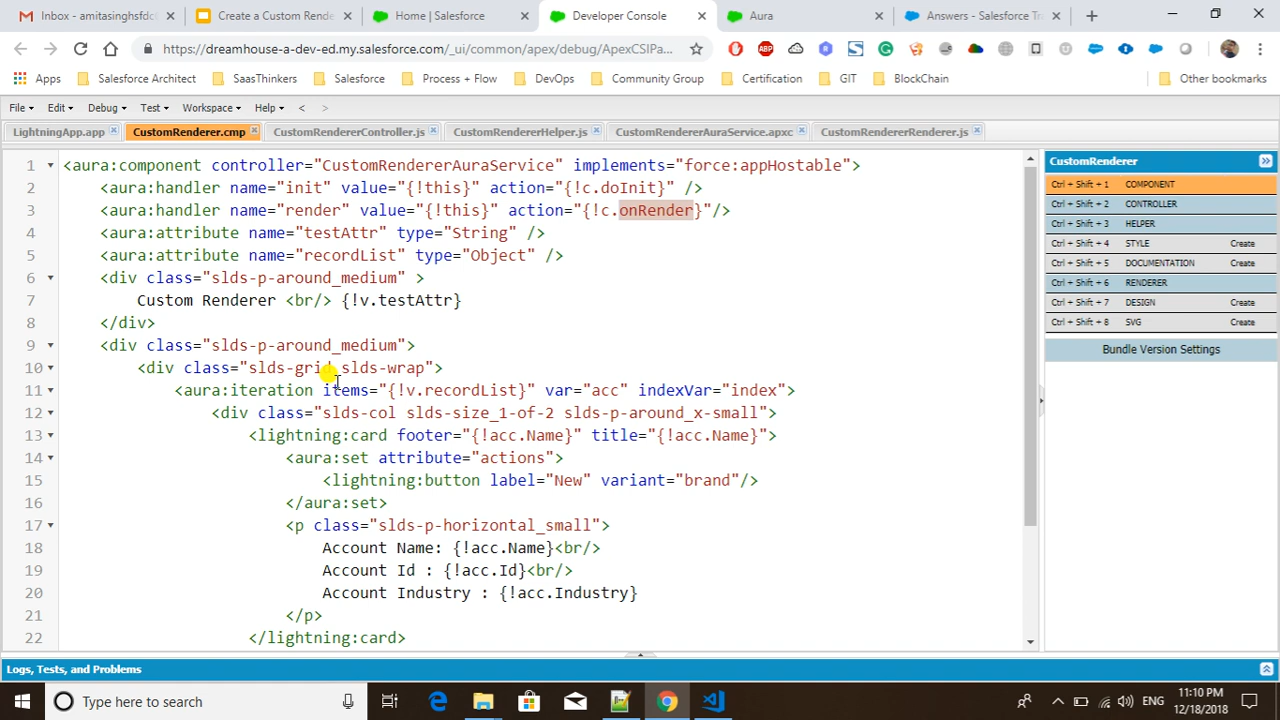 Inbox - amitasinghsfdc
Create a Custom Rende
Home | Salesforce
Developer Console
Aura
Answers - Salesforce Tra
https://dreamhouse-a-dev-ed.my.salesforce.com/_ui/common/apex/debug/ApexCSIPa...
Apps
Salesforce Architect
SaasThinkers
Salesforce
Process + Flow
DevOps
Community Group
Certification
GIT
BlockChain
Other bookmarks
File
Edit
Debug
Test
Workspace
Help
<
>
LightningApp.app
CustomRenderer.cmp
CustomRendererController.js
CustomRendererHelper.js
CustomRendererAuraService.apxc
CustomRendererRenderer.js
1 <aura:component controller="CustomRendererAuraService" implements="force:appHostable">
2 <aura:handler name="init" value="{!this}" action="{!c.doInit}" />
3 <aura:handler name="render" value="{!this}" action="{!c.onRender}"/>
4 <aura:attribute name="testAttr" type="String" />
5 <aura:attribute name="recordList" type="Object" />
6 <div class="slds-p-around_medium" >
7 Custom Renderer <br/> {!v.testAttr}
8 </div>
9 <div class="slds-p-around_medium">
10 <div class="slds-grid slds-wrap">
11 <aura:iteration items="{!v.recordList}" var="acc" indexVar="index">
12 <div class="slds-col slds-size_1-of-2 slds-p-around_x-small">
13 <lightning:card footer="{!acc.Name}" title="{!acc.Name}">
14 <aura:set attribute="actions">
15 <lightning:button label="New" variant="brand"/>
16 </aura:set>
17 <p class="slds-p-horizontal_small">
18 Account Name: {!acc.Name}<br/>
19 Account Id : {!acc.Id}<br/>
20 Account Industry : {!acc.Industry}
21 </p>
22 </lightning:card>
CustomRenderer
Ctrl + Shift + 1 COMPONENT
Ctrl + Shift + 2 CONTROLLER
Ctrl + Shift + 3 HELPER
Ctrl + Shift + 4 STYLE Create
Ctrl + Shift + 5 DOCUMENTATION Create
Ctrl + Shift + 6 RENDERER
Ctrl + Shift + 7 DESIGN Create
Ctrl + Shift + 8 SVG Create
Bundle Version Settings
Logs, Tests, and Problems
Type here to search
ENG
11:10 PM
12/18/2018